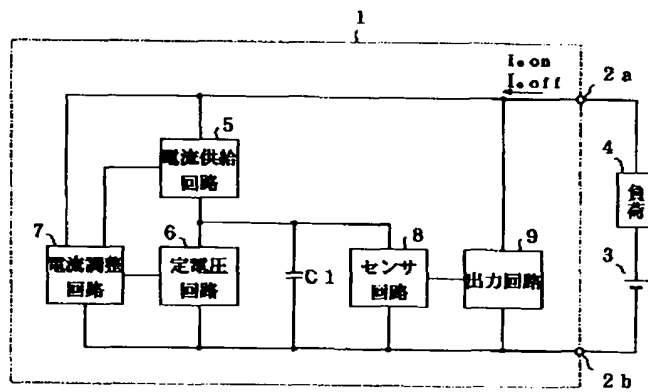 1
I。on
I。off
2a
5
電流供給
回路
4
負荷
7
電流調整
回路
6
定電圧
回路
C1
8
センサ
回路
9
出力回路
3
2b